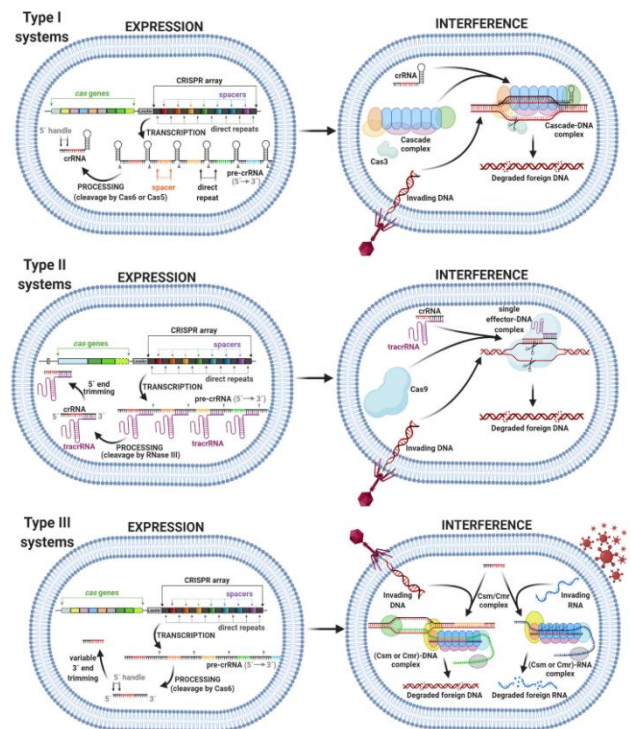 Type I
systems
EXPRESSION
CRISPR array
cas genes
spacers
5´ handle
TRANSCRIPTION
direct repeats
crRNA
pre-crRNA
(5´→ 3´)
PROCESSING
(cleavage by Cas6 or Cas5)
spacer
direct
repeat
INTERFERENCE
crRNA
Cascade
complex
Cas3
Cascade-DNA
complex
Invading DNA
Degraded foreign DNA
Type II
systems
EXPRESSION
CRISPR array
cas genes
spacers
direct repeats
5´ end
trimming
TRANSCRIPTION
pre-crRNA (5´→ 3´)
crRNA
5´ 3´
tracrRNA
tracrRNA
tracrRNA
PROCESSING
(cleavage by RNase III)
INTERFERENCE
crRNA
tracrRNA
single
effector-DNA
complex
Cas9
Invading DNA
Degraded foreign DNA
Type III
systems
EXPRESSION
CRISPR array
cas genes
spacers
direct repeats
TRANSCRIPTION
variable
3´ end
trimming
pre-crRNA (5´→ 3´)
5´ handle
PROCESSING
(cleavage by Cas6)
5´ 3´
INTERFERENCE
Invading
DNA
Csm/Cmr
complex
Invading
RNA
(Csm or Cmr)-DNA
complex
(Csm or Cmr)-RNA
complex
Degraded foreign DNA
Degraded foreign RNA